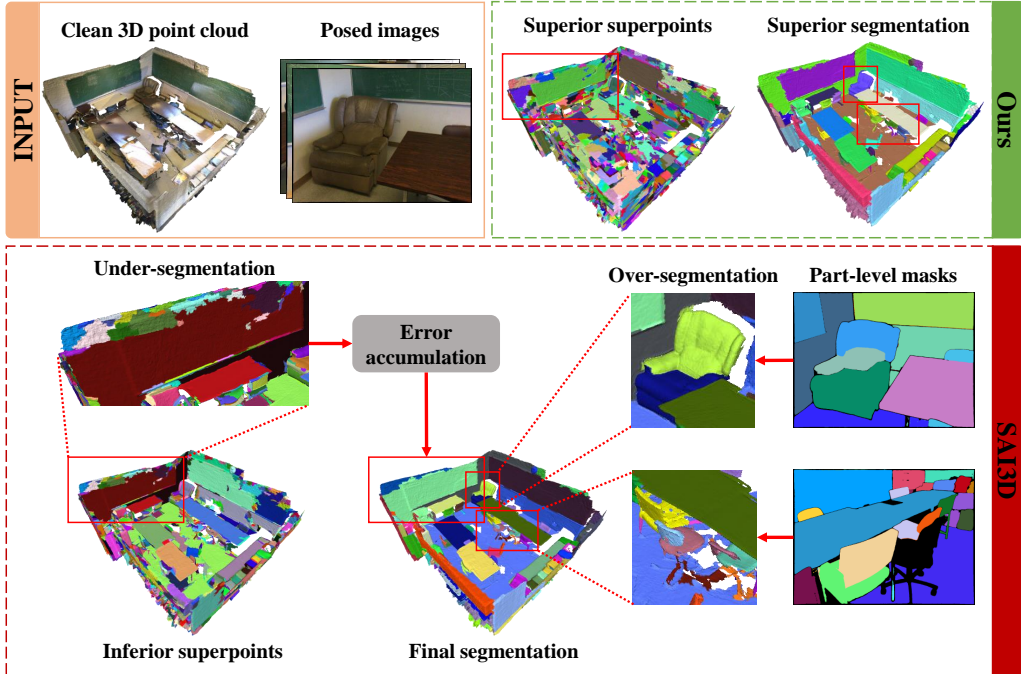 INPUT
Clean 3D point cloud
Posed images
Superior superpoints
Superior segmentation
Ours
Under-segmentation
Error
accumulation
Over-segmentation
Part-level masks
Inferior superpoints
Final segmentation
SAI3D